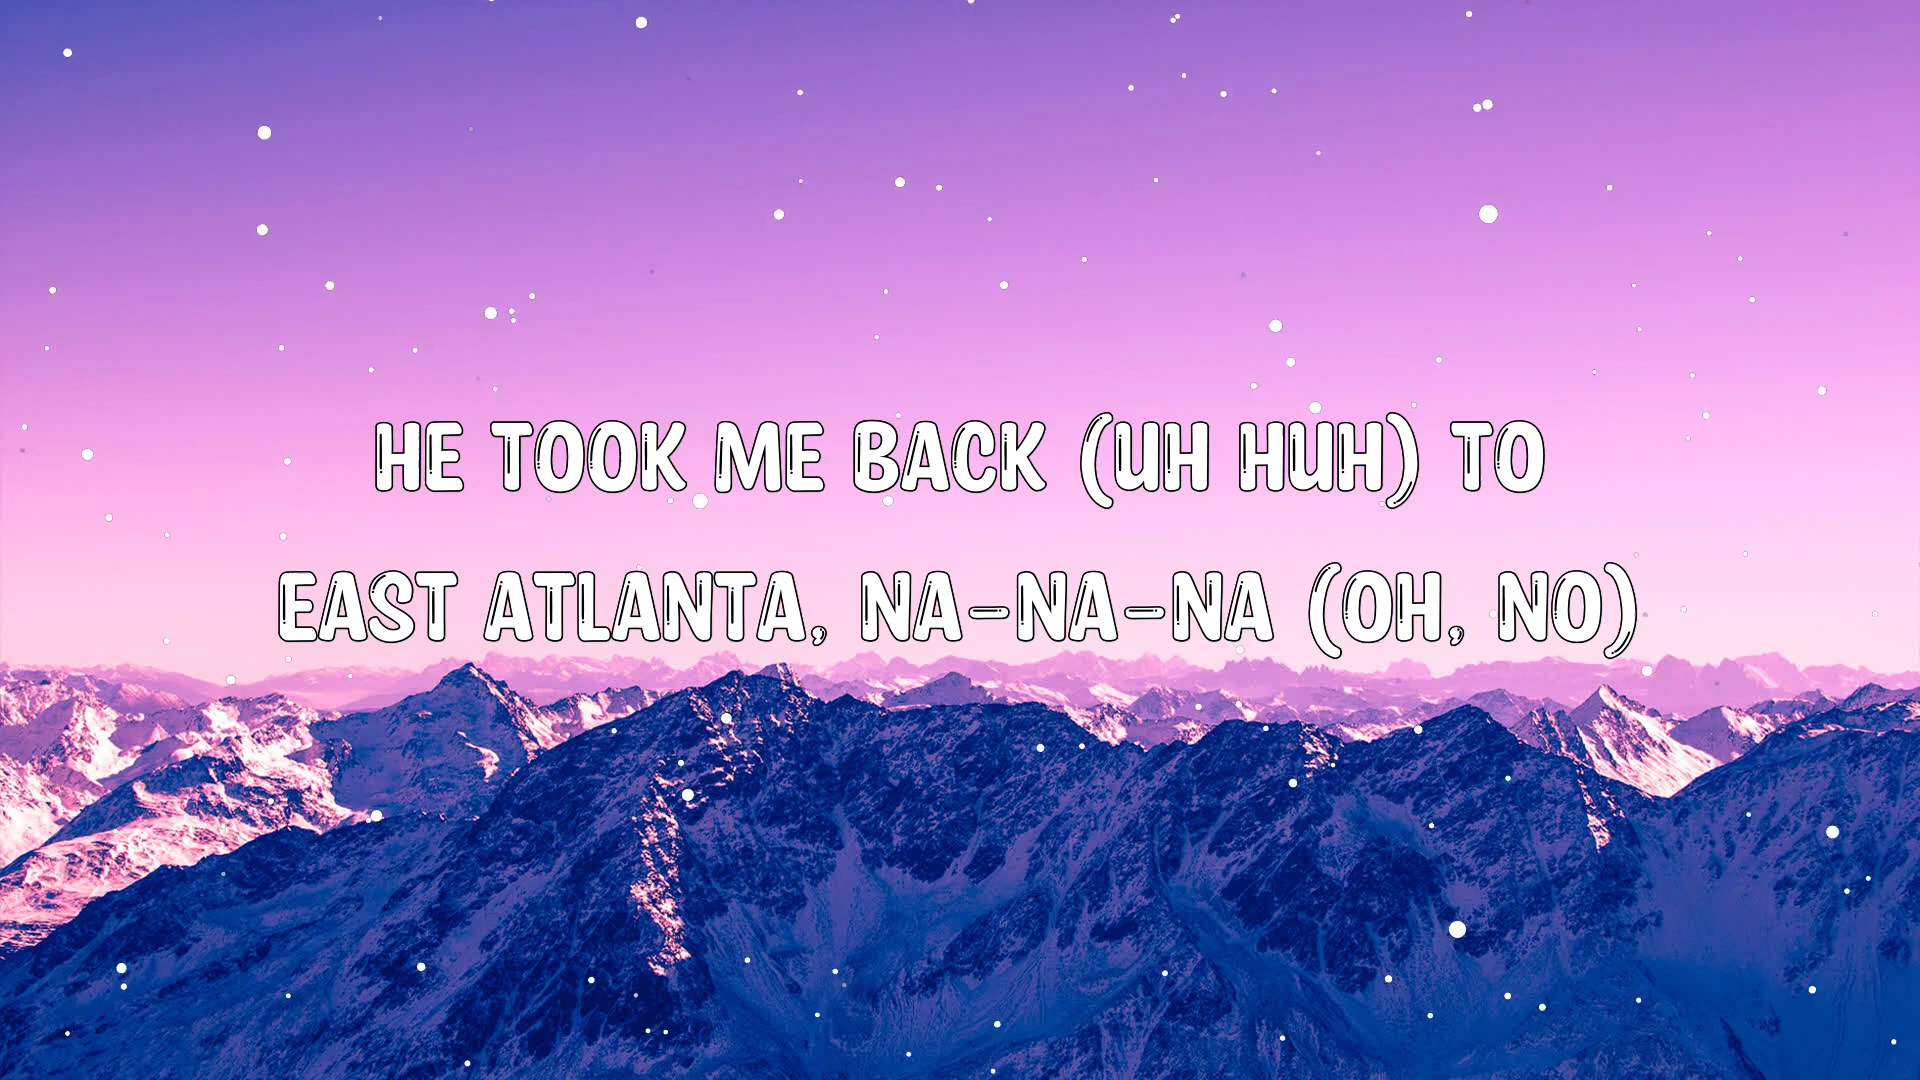 HE TOOK ME BACK (UH HUH) TO
EAST ATLANTA, NA-NA-NA (OH, NO)